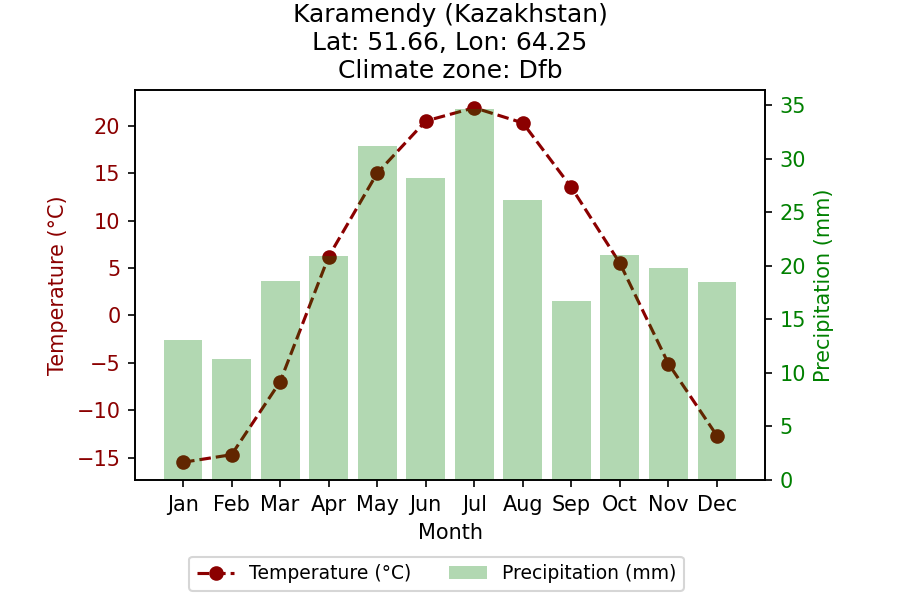 Karamendy (Kazakhstan)
Lat: 51.66, Lon: 64.25
Climate zone: Dfb
Temperature (°C)
20
15
10
5
0
−5
−10
−15
35
30
25
20
15
10
5
0
Precipitation (mm)
Jan Feb Mar Apr May Jun Jul Aug Sep Oct Nov Dec
Month
Temperature (°C) Precipitation (mm)